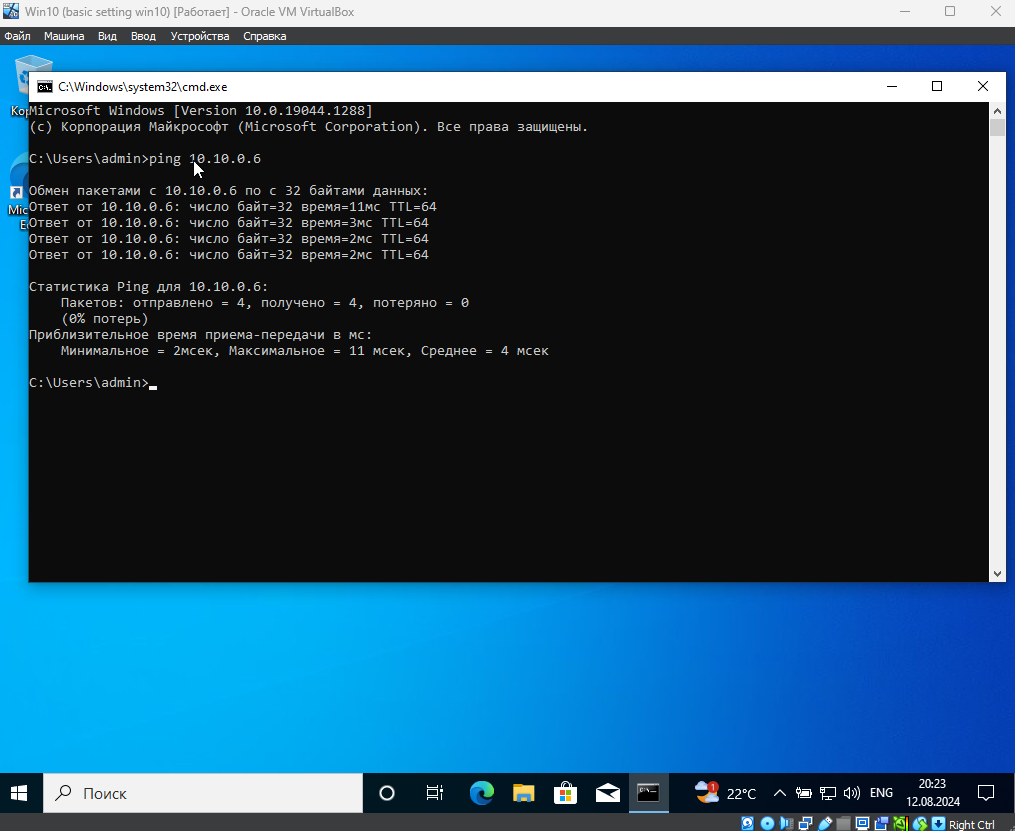 Win10 (basic setting win10) [Работает] - Oracle VM VirtualBox
Файл Машина Вид Ввод Устройства Справка
C:\Windows\system32\cmd.exe
Microsoft Windows [Version 10.0.19044.1288]
(c) Корпорация Майкрософт (Microsoft Corporation). Все права защищены.
C:\Users\admin>ping 10.10.0.6
Обмен пакетами с 10.10.0.6 по с 32 байтами данных:
Ответ от 10.10.0.6: число байт=32 время=11мс TTL=64
Ответ от 10.10.0.6: число байт=32 время=3мс TTL=64
Ответ от 10.10.0.6: число байт=32 время=2мс TTL=64
Ответ от 10.10.0.6: число байт=32 время=2мс TTL=64
Статистика Ping для 10.10.0.6:
Пакетов: отправлено = 4, получено = 4, потеряно = 0
(0% потерь)
Приблизительное время приема-передачи в мс:
Минимальное = 2мсек, Максимальное = 11 мсек, Среднее = 4 мсек
C:\Users\admin>
Поиск
1
22°C
ENG
20:23
12.08.2024
Right Ctrl